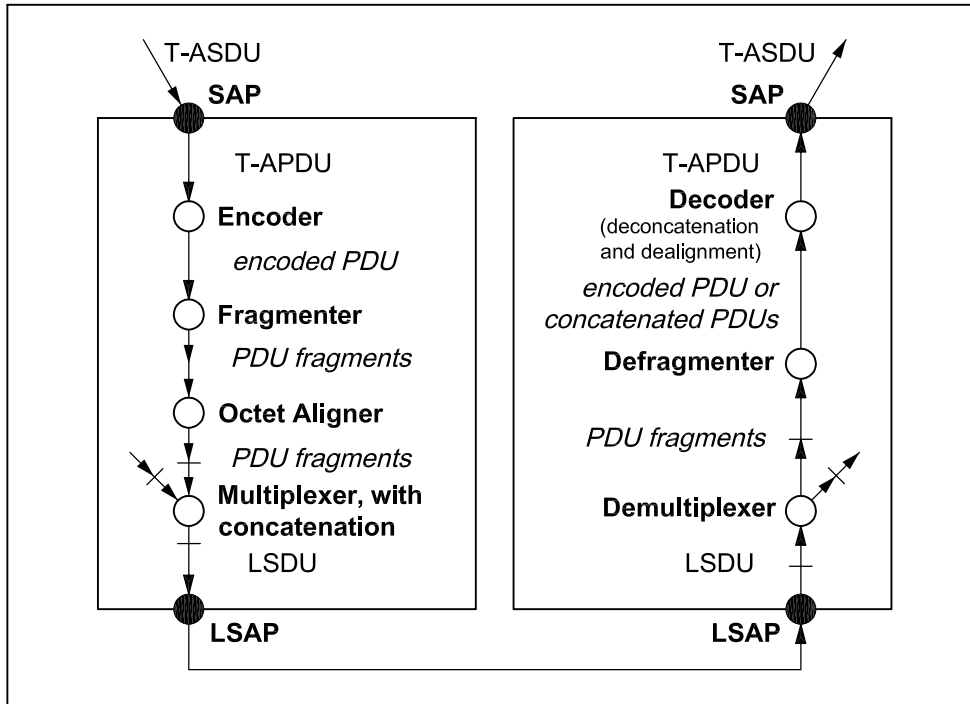 T-ASDU
SAP
T-APDU
Encoder
encoded PDU
Fragmenter
PDU fragments
Octet Aligner
PDU fragments
Multiplexer, with
concatenation
LSDU
LSAP
T-ASDU
SAP
T-APDU
Decoder
(deconcatenation
and dealignment)
encoded PDU or
concatenated PDUs
Defragmenter
PDU fragments
Demultiplexer
LSDU
LSAP